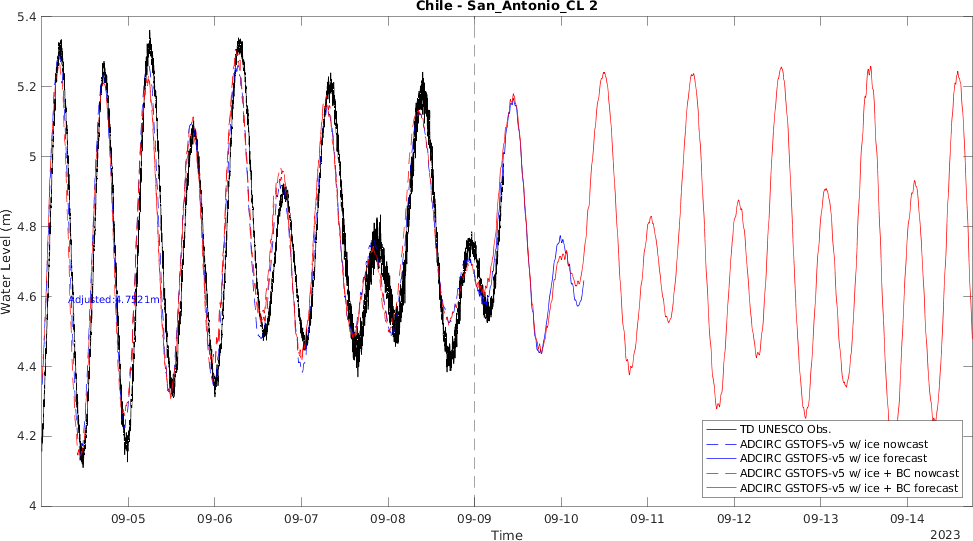 Chile - San_Antonio_CL 2
5.4
5.2
5
4.8
4.6
4.4
4.2
4
Water Level (m)
Adjusted:4.7521m
TD UNESCO Obs.
ADCIRC GSTOFS-v5 w/ ice nowcast
ADCIRC GSTOFS-v5 w/ ice forecast
ADCIRC GSTOFS-v5 w/ ice + BC nowcast
ADCIRC GSTOFS-v5 w/ ice + BC forecast
09-05 09-06 09-07 09-08 09-09 09-10 09-11 09-12 09-13 09-14
Time
2023